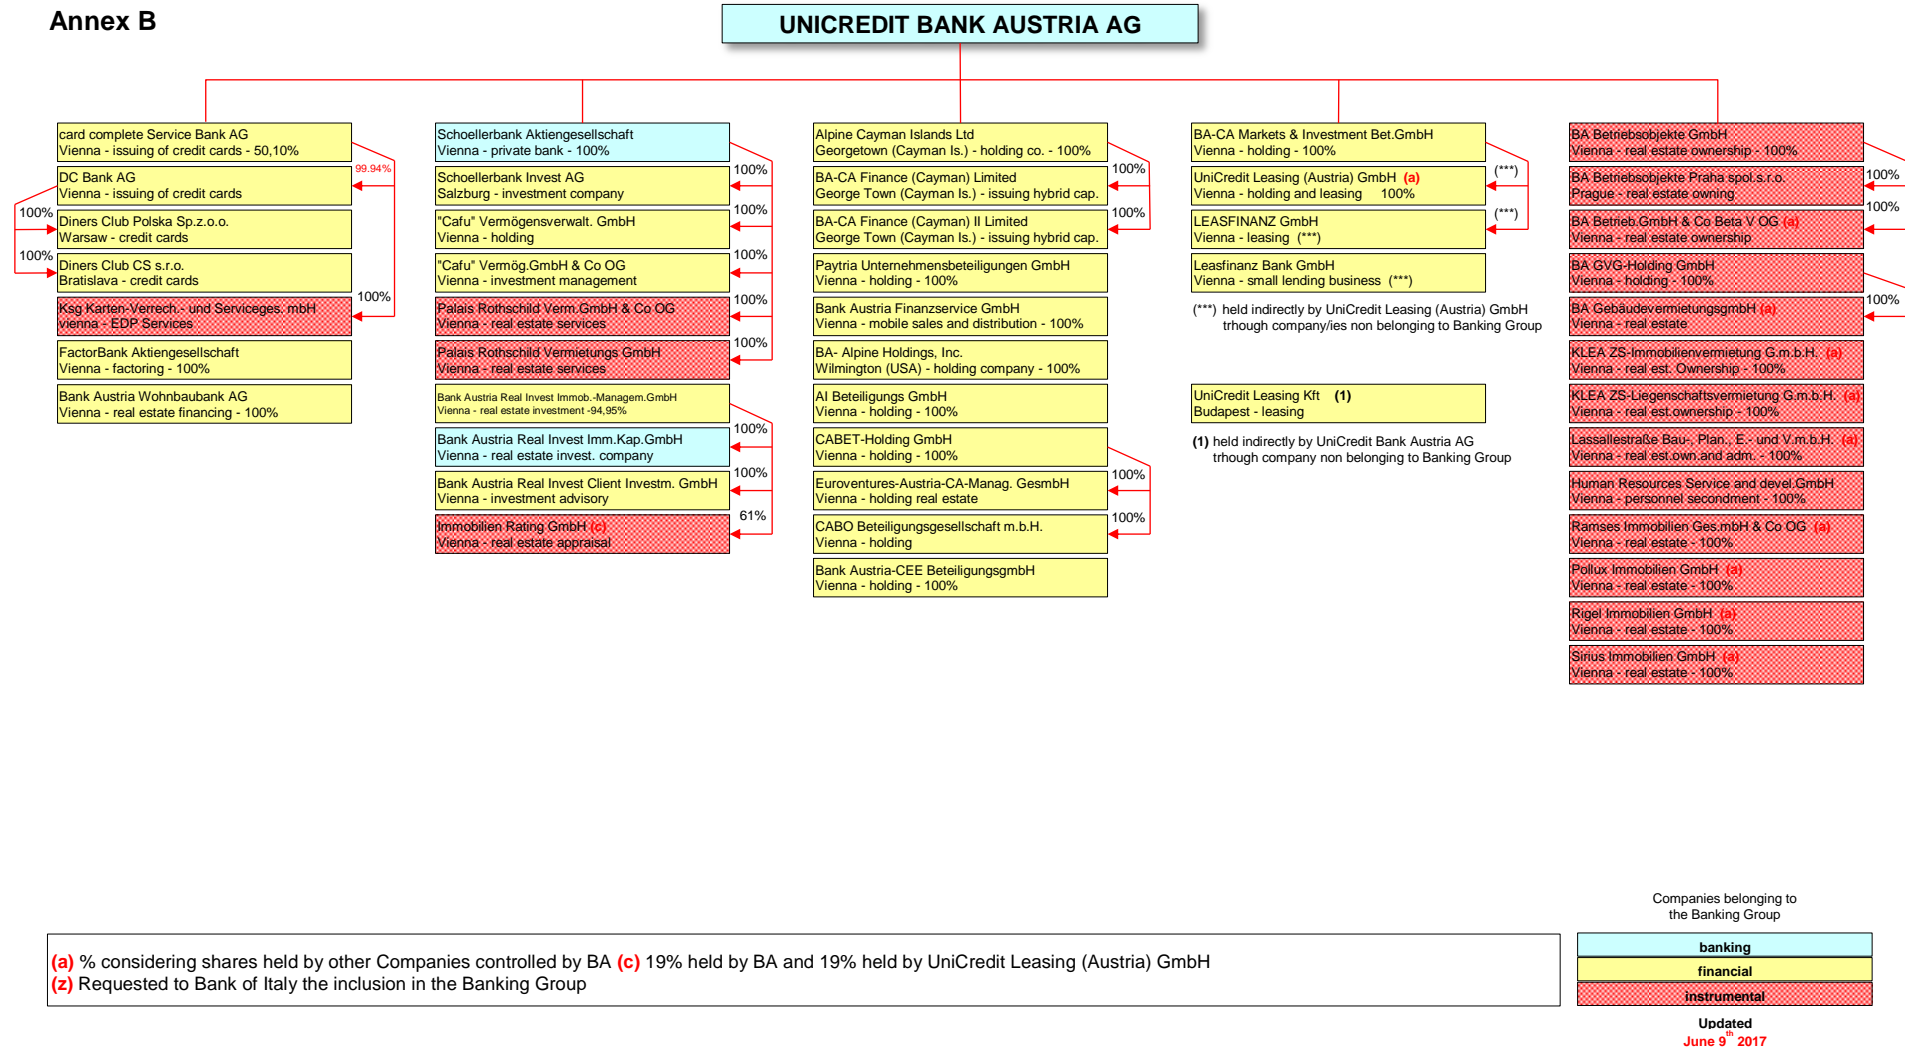 Annex B
UNICREDIT BANK AUSTRIA AG
card complete Service Bank AG
Vienna - issuing of credit cards - 50,10%
99.94%
DC Bank AG
Vienna - issuing of credit cards
100%
Diners Club Polska Sp.z.o.o.
Warsaw - credit cards
100%
Diners Club CS s.r.o.
Bratislava - credit cards
100%
Ksg Karten-Verrech.- und Serviceges. mbH
vienna - EDP Services
FactorBank Aktiengesellschaft
Vienna - factoring - 100%
Bank Austria Wohnbaubank AG
Vienna - real estate financing - 100%
Schoellerbank Aktiengesellschaft
Vienna - private bank - 100%
100%
Schoellerbank Invest AG
Salzburg - investment company
100%
"Cafu" Vermögensverwalt. GmbH
Vienna - holding
100%
"Cafu" Vermög.GmbH & Co OG
Vienna - investment management
100%
Palais Rothschild Verm.GmbH & Co OG
Vienna - real estate services
100%
Palais Rothschild Vermietungs GmbH
Vienna - real estate services
Bank Austria Real Invest Immob.-Managem.GmbH
Vienna - real estate investment -94,95%
100%
Bank Austria Real Invest Imm.Kap.GmbH
Vienna - real estate invest. company
100%
Bank Austria Real Invest Client Investm. GmbH
Vienna - investment advisory
61%
Immobilien Rating GmbH (c)
Vienna - real estate appraisal
Alpine Cayman Islands Ltd
Georgetown (Cayman Is.) - holding co. - 100%
100%
BA-CA Finance (Cayman) Limited
George Town (Cayman Is.) - issuing hybrid cap.
100%
BA-CA Finance (Cayman) II Limited
George Town (Cayman Is.) - issuing hybrid cap.
Paytria Unternehmensbeteiligungen GmbH
Vienna - holding - 100%
Bank Austria Finanzservice GmbH
Vienna - mobile sales and distribution - 100%
BA- Alpine Holdings, Inc.
Wilmington (USA) - holding company - 100%
AI Beteiligungs GmbH
Vienna - holding - 100%
CABET-Holding GmbH
Vienna - holding - 100%
100%
Euroventures-Austria-CA-Manag. GesmbH
Vienna - holding real estate
100%
CABO Beteiligungsgesellschaft m.b.H.
Vienna - holding
Bank Austria-CEE BeteiligungsgmbH
Vienna - holding - 100%
BA-CA Markets & Investment Bet.GmbH
Vienna - holding - 100%
(***)
UniCredit Leasing (Austria) GmbH (a)
Vienna - holding and leasing 100%
(***)
LEASFINANZ GmbH
Vienna - leasing (***)
Leasfinanz Bank GmbH
Vienna - small lending business (***)
(***) held indirectly by UniCredit Leasing (Austria) GmbH
trhough company/ies non belonging to Banking Group
UniCredit Leasing Kft (1)
Budapest - leasing
(1) held indirectly by UniCredit Bank Austria AG
trhough company non belonging to Banking Group
BA Betriebsobjekte GmbH
Vienna - real estate ownership - 100%
100%
BA Betriebsobjekte Praha spol.s.r.o.
Prague - real estate owning
100%
BA Betrieb.GmbH & Co Beta V OG (a)
Vienna - real estate ownership
BA GVG-Holding GmbH
Vienna - holding - 100%
100%
BA GebäudevermietungsgmbH (a)
Vienna - real estate
KLEA ZS-Immobilienvermietung G.m.b.H. (a)
Vienna - real est. Ownership - 100%
KLEA ZS-Liegenschaftsvermietung G.m.b.H. (a)
Vienna - real est.ownership - 100%
Lassallestraße Bau-, Plan., E.- und V.m.b.H. (a)
Vienna - real est.own.and adm. - 100%
Human Resources Service and devel.GmbH
Vienna - personnel secondment - 100%
Ramses Immobilien Ges.mbH & Co OG (a)
Vienna - real estate - 100%
Pollux Immobilien GmbH (a)
Vienna - real estate - 100%
Rigel Immobilien GmbH (a)
Vienna - real estate - 100%
Sirius Immobilien GmbH (a)
Vienna - real estate - 100%
(a) % considering shares held by other Companies controlled by BA (c) 19% held by BA and 19% held by UniCredit Leasing (Austria) GmbH
(z) Requested to Bank of Italy the inclusion in the Banking Group
Companies belonging to
the Banking Group
banking
financial
instrumental
Updated
June 9th 2017